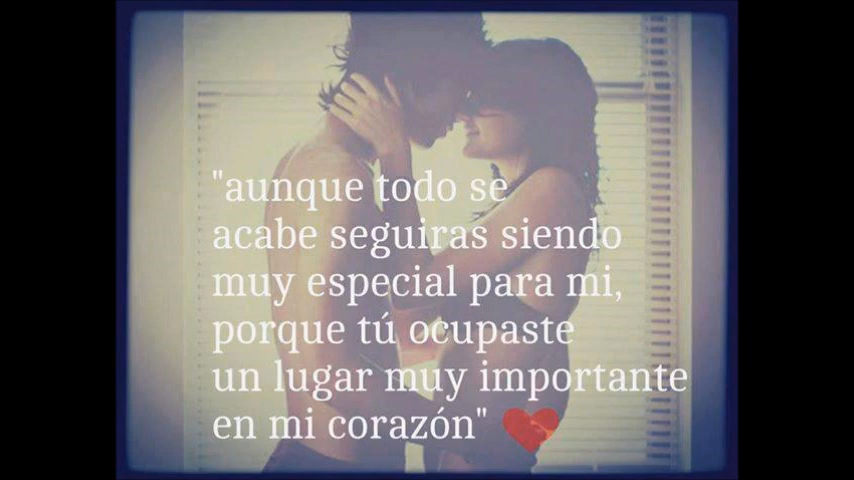 "aunque todo se
acabe seguiras siendo
muy especial para mi,
porque tú ocupaste
un lugar muy importante
en mi corazón"